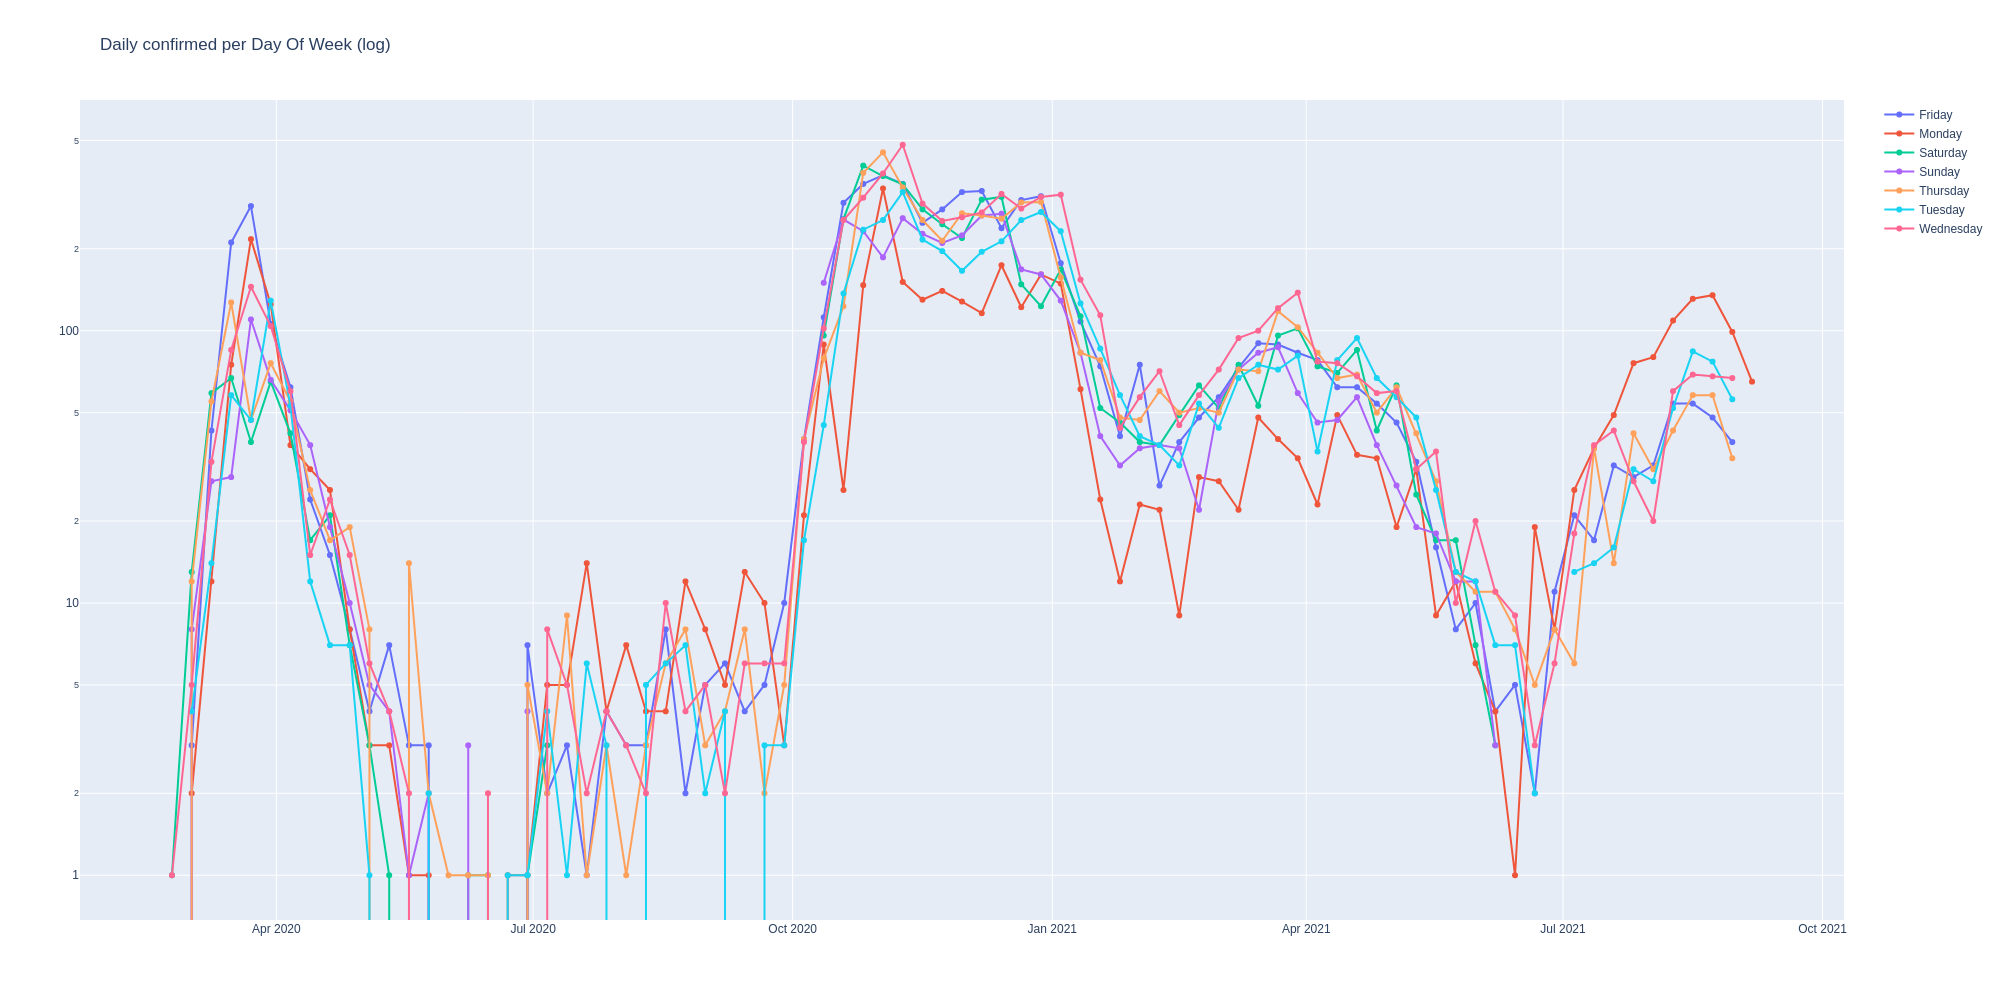 Daily confirmed per Day Of Week (log)
5
2
100
5
2
10
5
2
1
Apr 2020
Jul 2020
Oct 2020
Jan 2021
Apr 2021
Jul 2021
Oct 2021
Friday
Monday
Saturday
Sunday
Thursday
Tuesday
Wednesday